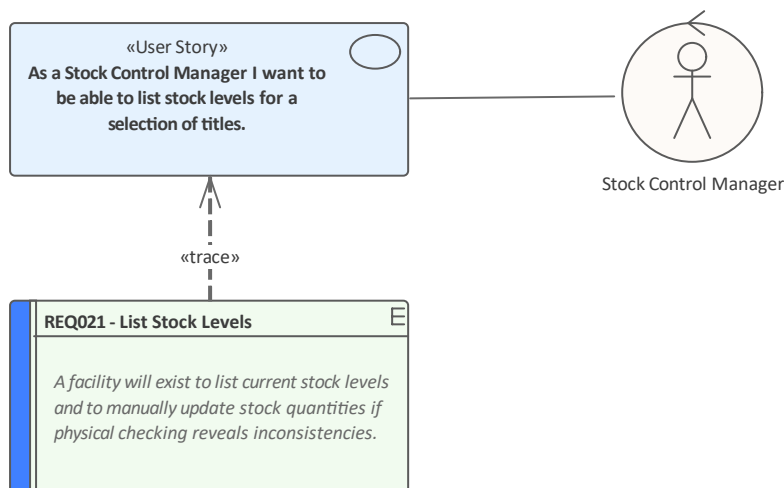 «User Story»
As a Stock Control Manager I want to
be able to list stock levels for a
selection of titles.
Stock Control Manager
«trace»
REQ021 - List Stock Levels
E
A facility will exist to list current stock levels
and to manually update stock quantities if
physical checking reveals inconsistencies.